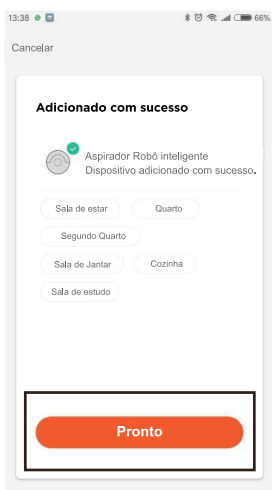 13:38 66%
Cancelar
Adicionado com sucesso
Aspirador Robô inteligente
Dispositivo adicionado com sucesso.
Sala de estar Quarto
Segundo Quarto
Sala de Jantar Cozinha
Sala de estudo
Pronto